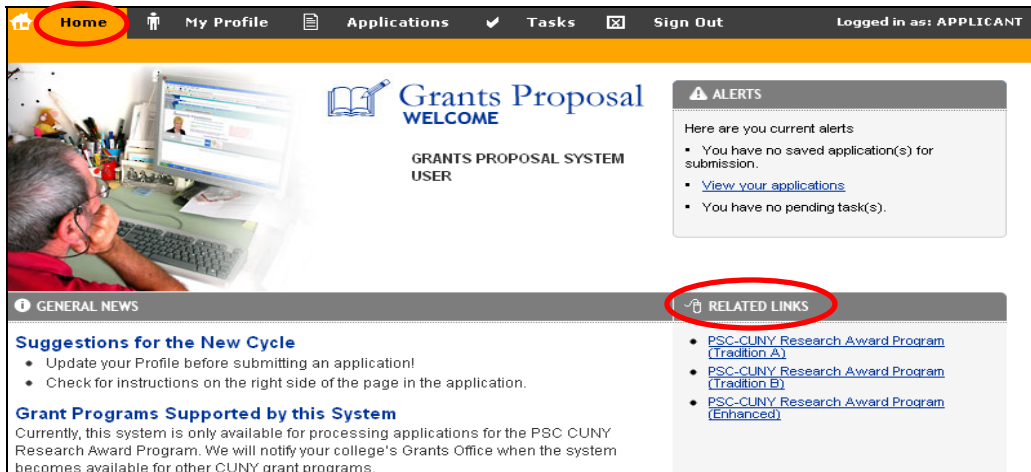 Home My Profile Applications Tasks Sign Out Logged in as: APPLICANT
Grants Proposal
WELCOME
GRANTS PROPOSAL SYSTEM
USER
ALERTS
Here are you current alerts
▪ You have no saved application(s) for
submission.
▪ View your applications
▪ You have no pending task(s).
GENERAL NEWS
Suggestions for the New Cycle
• Update your Profile before submitting an application!
• Check for instructions on the right side of the page in the application.
Grant Programs Supported by this System
Currently, this system is only available for processing applications for the PSC CUNY
Research Award Program. We will notify your college's Grants Office when the system
becomes available for other CUNY grant programs.
RELATED LINKS
• PSC-CUNY Research Award Program
(Tradition A)
• PSC-CUNY Research Award Program
(Tradition B)
• PSC-CUNY Research Award Program
(Enhanced)